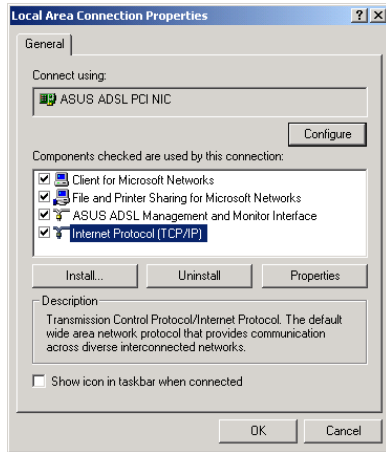 Local Area Connection Properties
General
Connect using:
ASUS ADSL PCI NIC
Configure
Components checked are used by this connection:
Client for Microsoft Networks
File and Printer Sharing for Microsoft Networks
ASUS ADSL Management and Monitor Interface
Internet Protocol (TCP/IP)
Install... Uninstall Properties
Description
Transmission Control Protocol/Internet Protocol. The default
wide area network protocol that provides communication
across diverse interconnected networks.
Show icon in taskbar when connected
OK Cancel